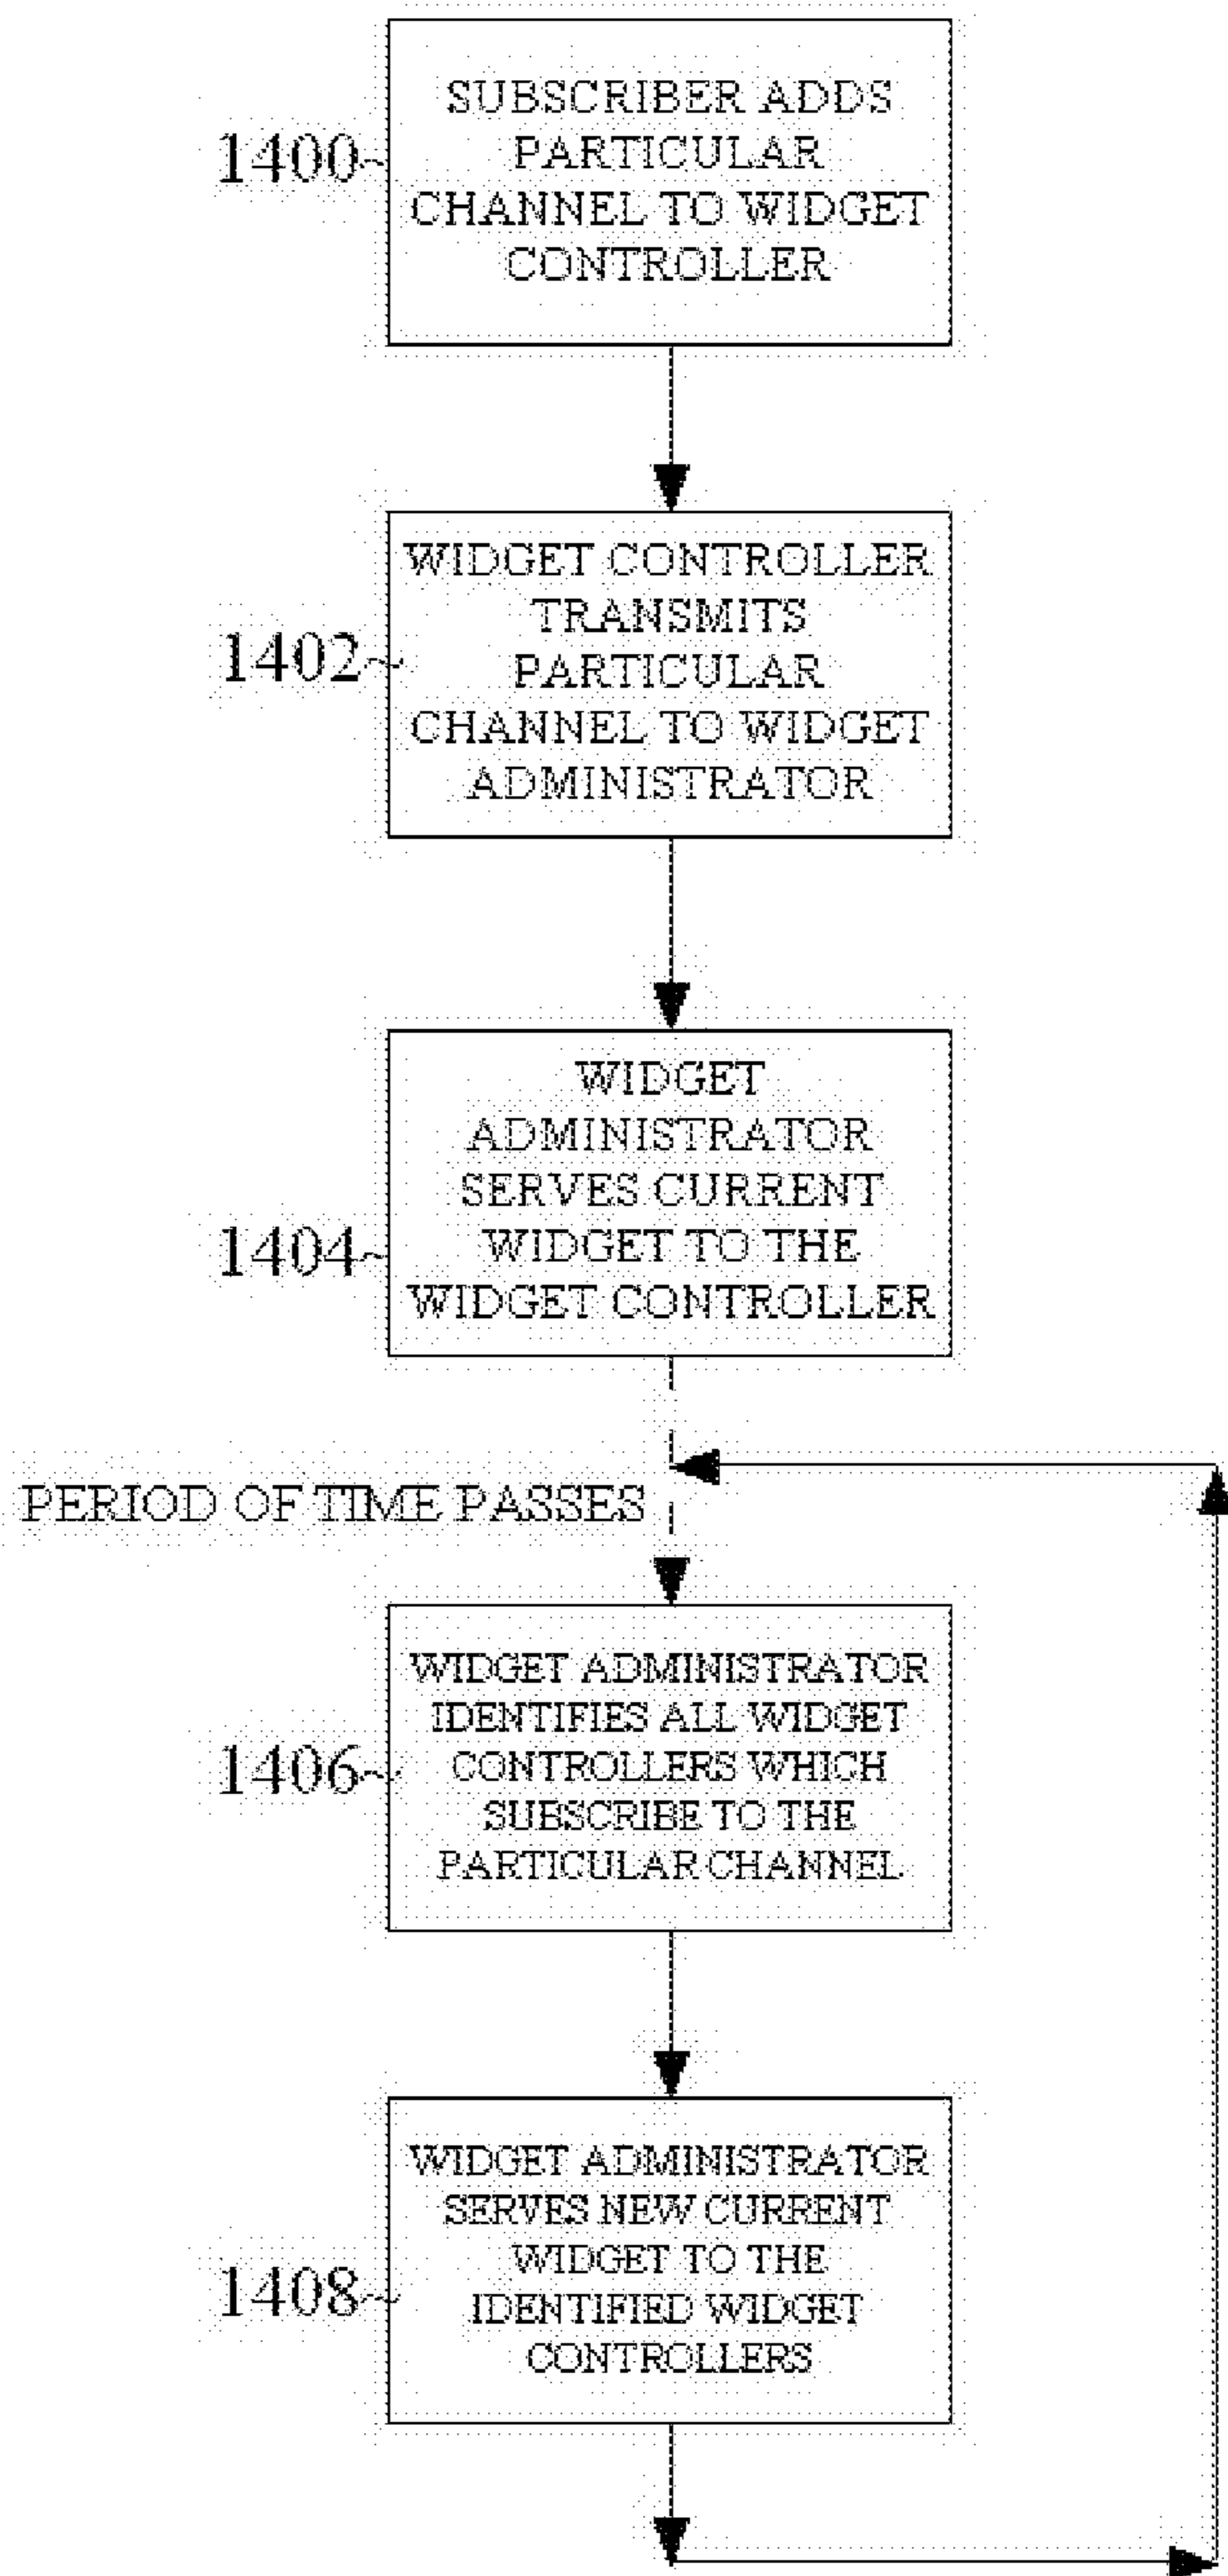 SUBSCRIBER ADDS
PARTICULAR
CHANNEL TO WIDGET
CONTROLLER
1400~
WIDGET CONTROLLER
TRANSMITS
PARTICULAR
CHANNEL TO WIDGET
ADMINISTRATOR
1402~
WIDGET
ADMINISTRATOR
SERVES CURRENT
WIDGET TO THE
WIDGET CONTROLLER
1404~
PERIOD OF TIME PASSES
WIDGET ADMINISTRATOR
IDENTIFIES ALL WIDGET
CONTROLLERS WHICH
SUBSCRIBE TO THE
PARTICULAR CHANNEL
1406~
WIDGET ADMINISTRATOR
SERVES NEW CURRENT
WIDGET TO THE
IDENTIFIED WIDGET
CONTROLLERS
1408~